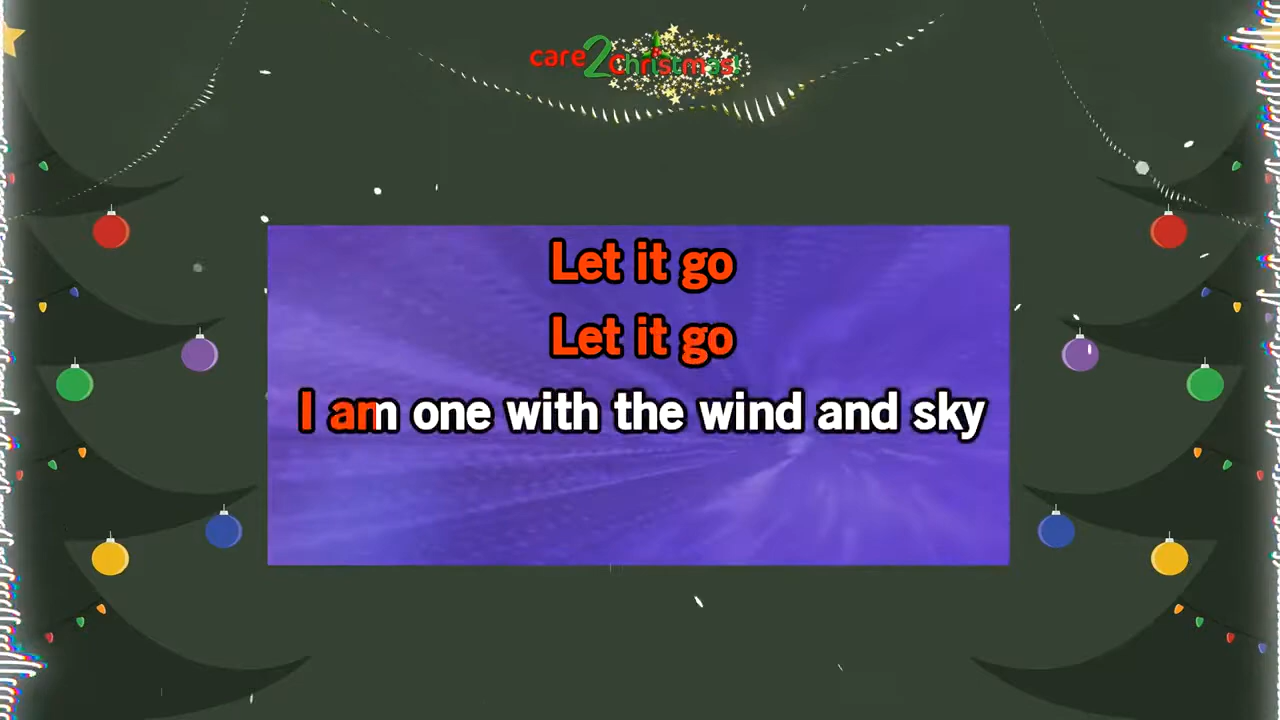 care2Christmas!
Let it go
Let it go
I am one with the wind and sky